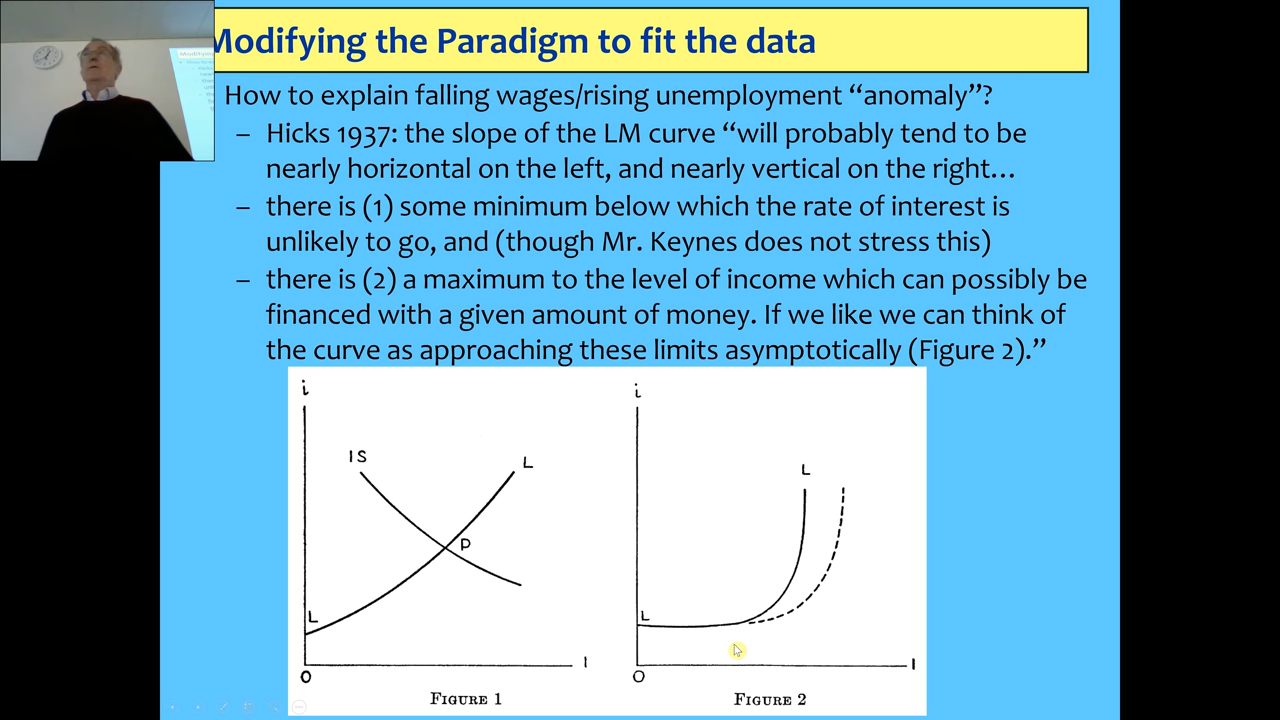 Modifying the Paradigm to fit the data
How to explain falling wages/rising unemployment “anomaly”?
– Hicks 1937: the slope of the LM curve “will probably tend to be
nearly horizontal on the left, and nearly vertical on the right…
– there is (1) some minimum below which the rate of interest is
unlikely to go, and (though Mr. Keynes does not stress this)
– there is (2) a maximum to the level of income which can possibly be
financed with a given amount of money. If we like we can think of
the curve as approaching these limits asymptotically (Figure 2).”
i
IS
L
P
L
O
I
FIGURE 1
i
L
L
O
I
FIGURE 2